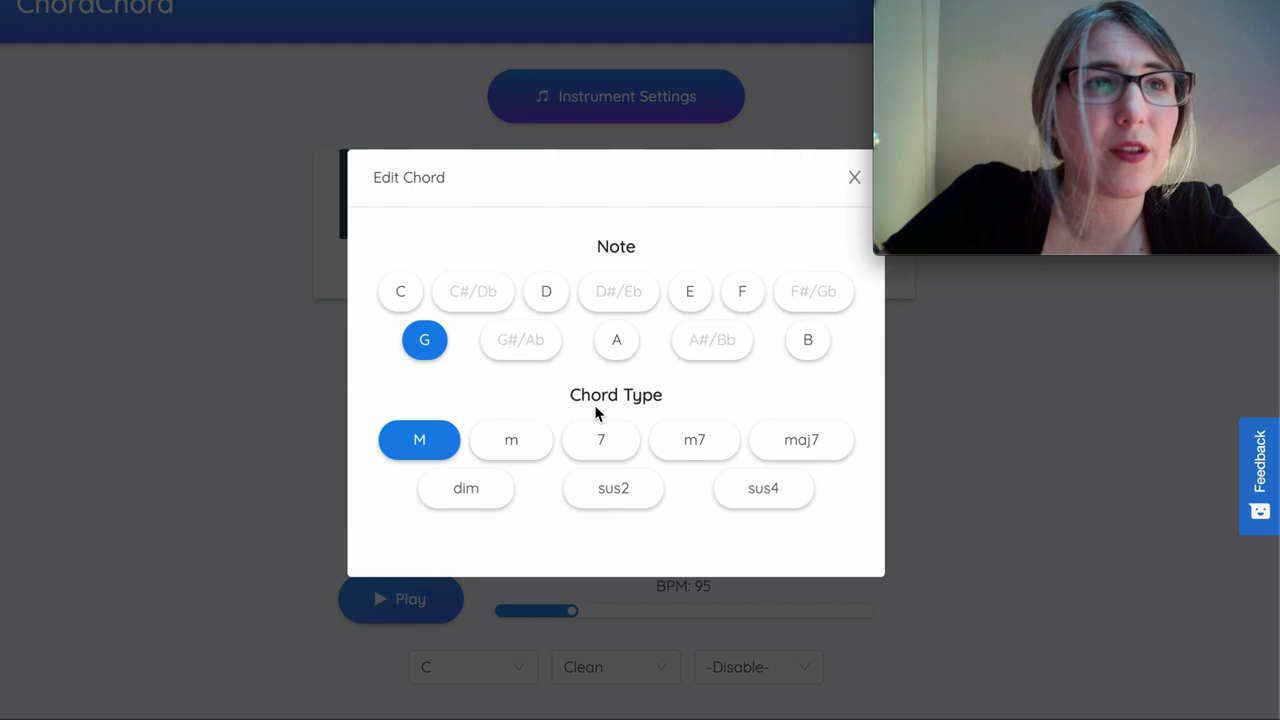 ChordChord
Instrument Settings
Edit Chord
X
Note
C C#/Db D D#/Eb E F F#/Gb
G G#/Ab A A#/Bb B
Chord Type
M m 7 m7 maj7
dim sus2 sus4
Feedback
BPM: 95
Play
C Clean -Disable-